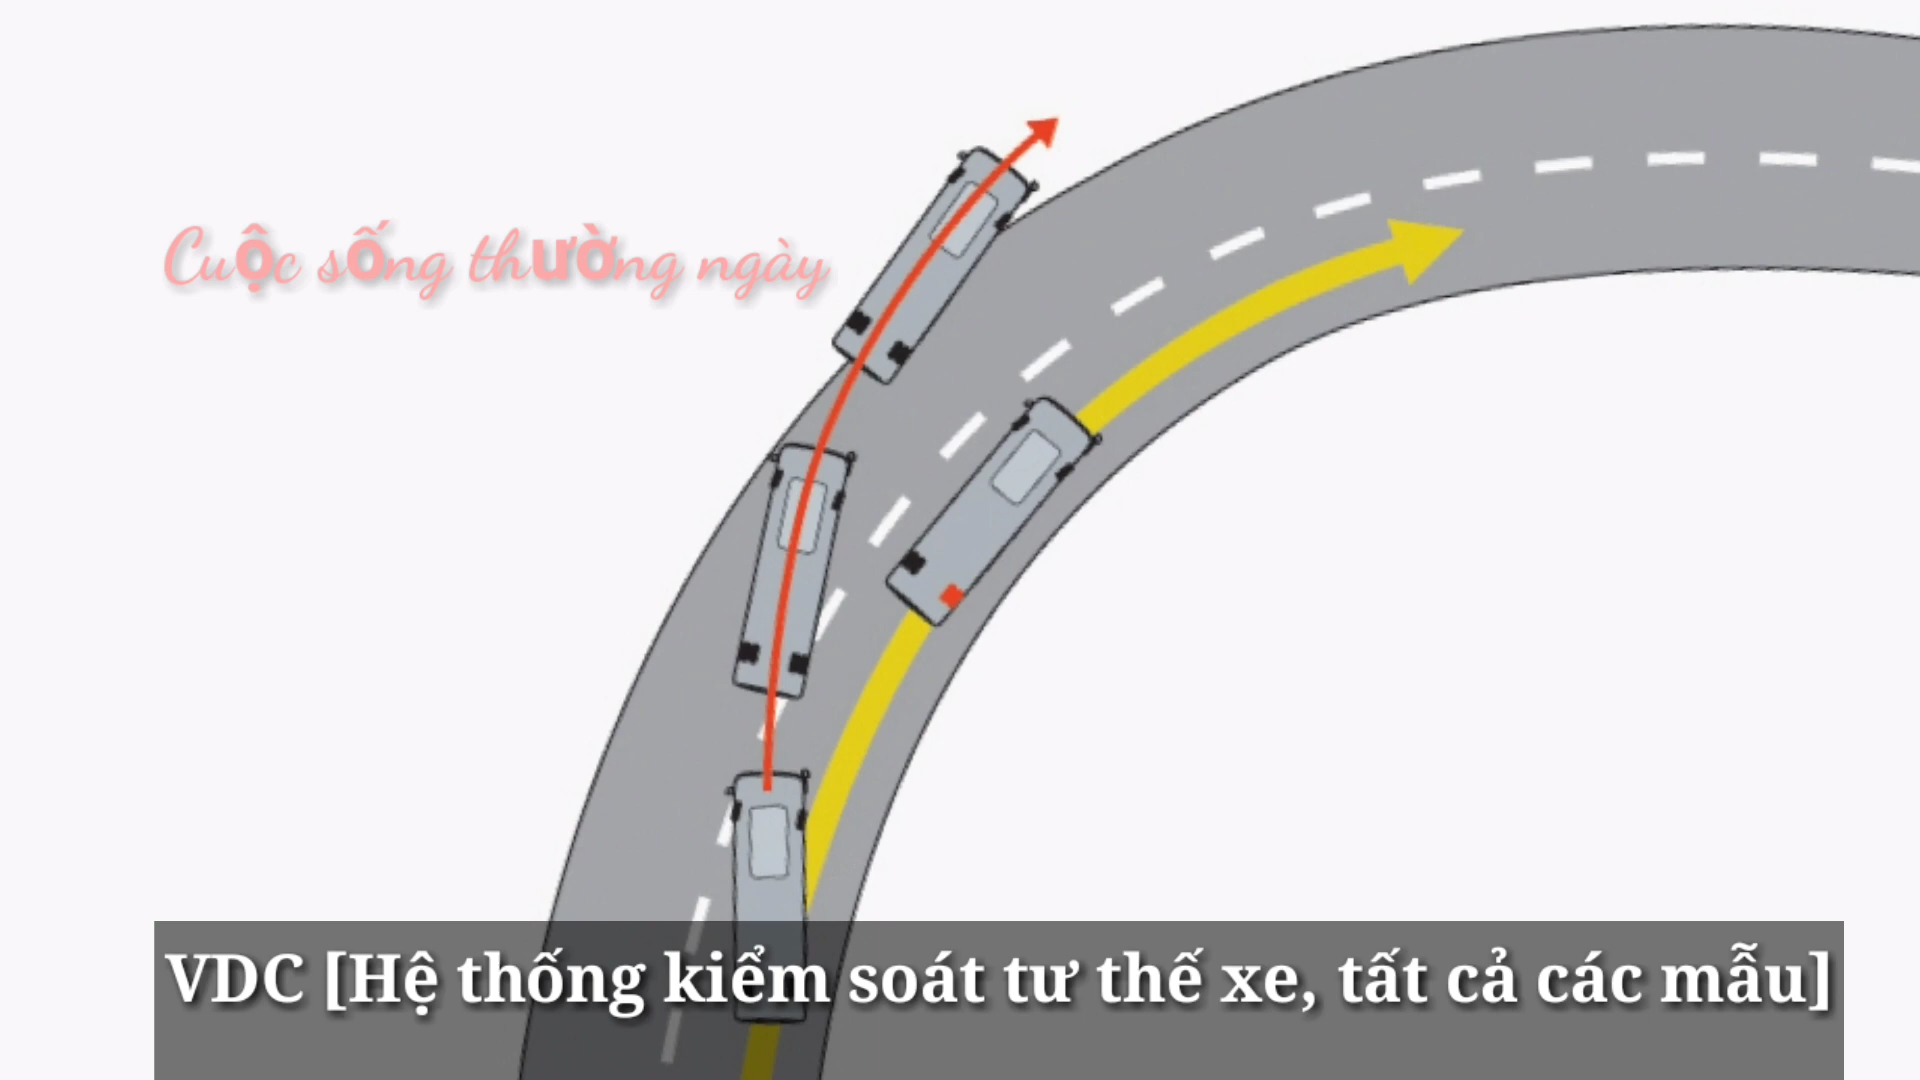 Cuộc sống thường ngày
VDC [Hệ thống kiểm soát tư thế xe, tất cả các mẫu]